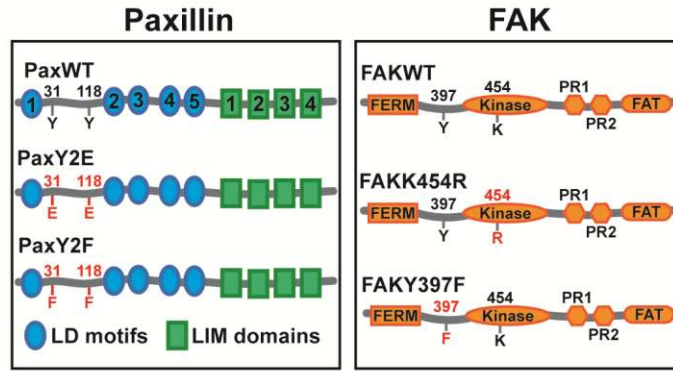 Paxillin
PaxWT
31 118
1 2 3 4 5 1 2 3 4
Y Y
PaxY2E
31 118
E E
PaxY2F
31 118
F F
LD motifs LIM domains
FAK
FAKWT
397 454 PR1
FERM Kinase FAT
Y K PR2
FAKK454R
397 454 PR1
FERM Kinase FAT
Y R PR2
FAKY397F
397 454 PR1
FERM Kinase FAT
F K PR2